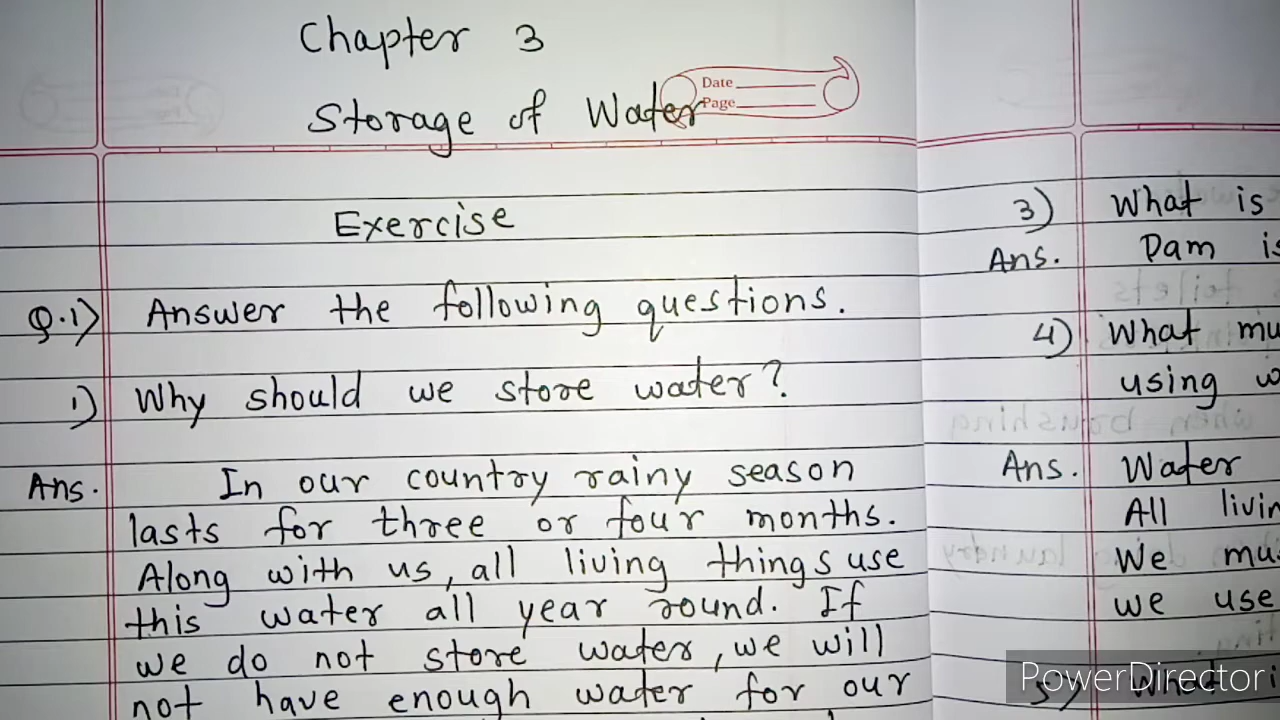 Chapter 3
Date
Page
Storage of Water
Exercise
Q.1) Answer the following questions.
1) Why should we store water?
Ans. In our country rainy season
lasts for three or four months.
Along with us, all living things use
this water all year round. If
we do not store water, we will
not have enough water for our
3) What is
Ans. Dam is
4) What mu
using w
Ans. Water
All livin
We mu
we use
5) What i
PowerDirector